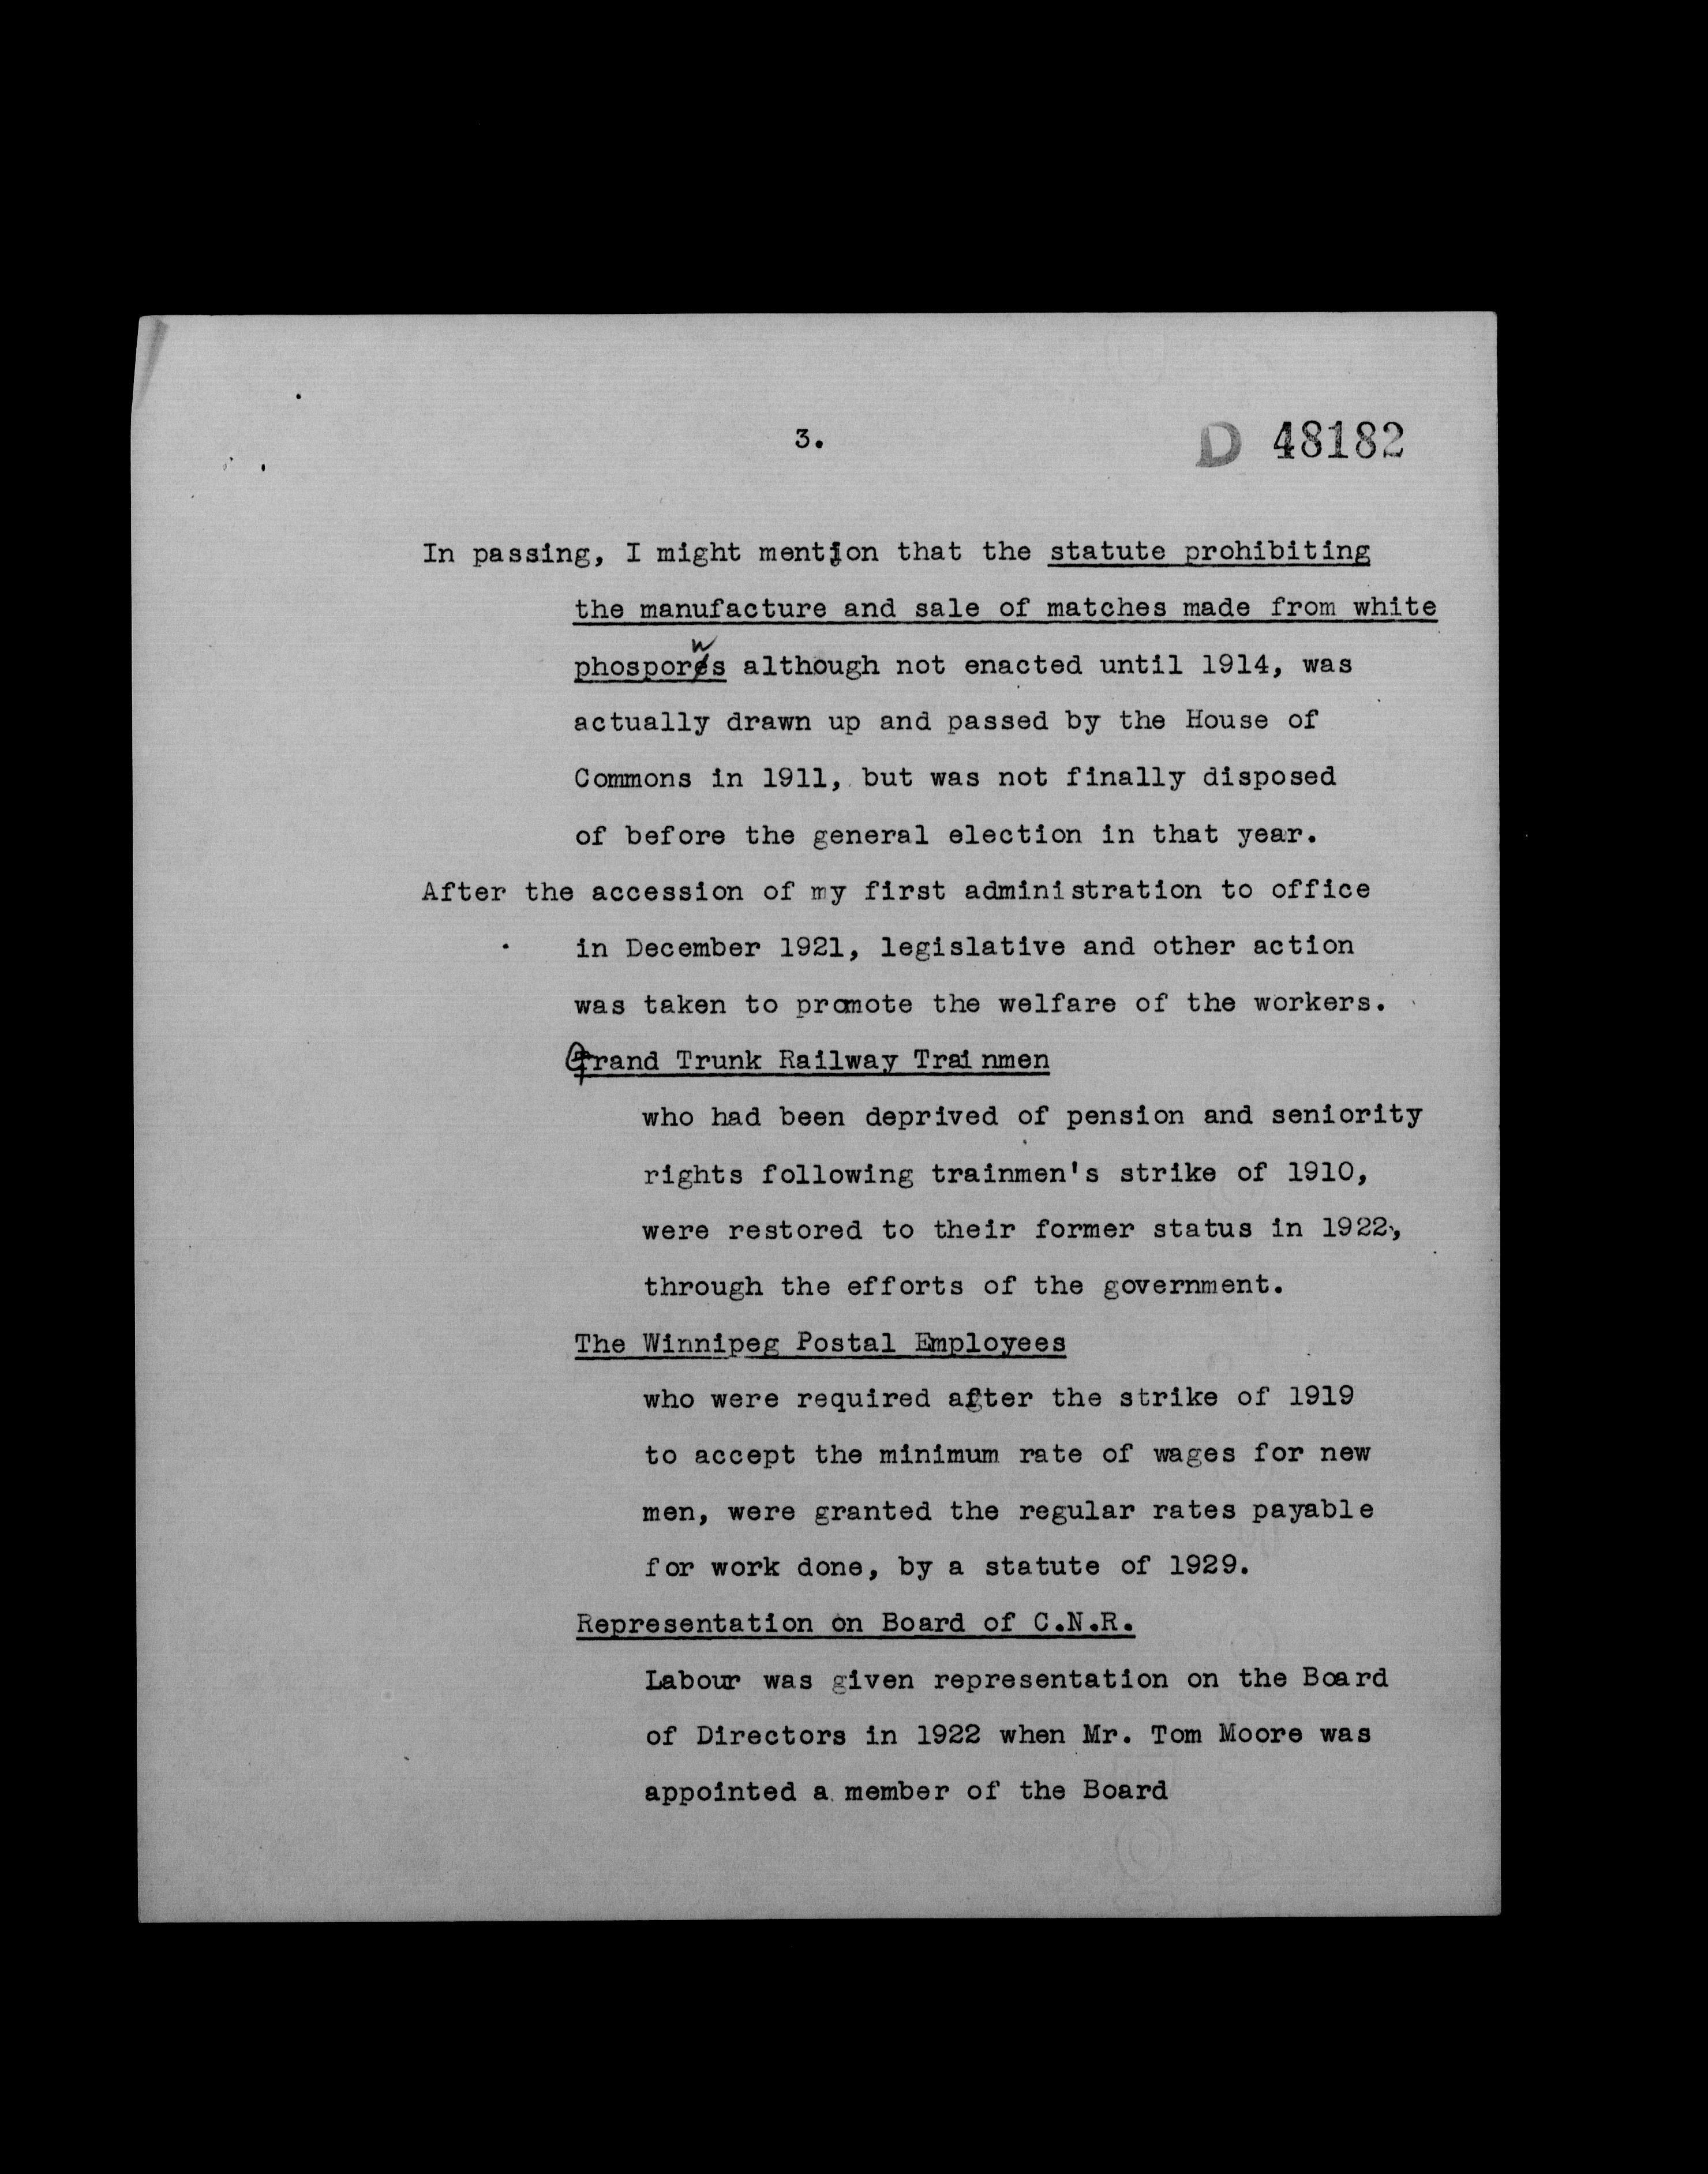 3.
D 48182
In passing, I might mention that the statute prohibiting
the manufacture and sale of matches made from white
phosporus although not enacted until 1914, was
actually drawn up and passed by the House of
Commons in 1911, but was not finally disposed
of before the general election in that year.
After the accession of my first administration to office
in December 1921, legislative and other action
was taken to promote the welfare of the workers.
Grand Trunk Railway Trainmen
who had been deprived of pension and seniority
rights following trainmen's strike of 1910,
were restored to their former status in 1922,
through the efforts of the government.
The Winnipeg Postal Employees
who were required after the strike of 1919
to accept the minimum rate of wages for new
men, were granted the regular rates payable
for work done, by a statute of 1929.
Representation on Board of C.N.R.
Labour was given representation on the Board
of Directors in 1922 when Mr. Tom Moore was
appointed a member of the Board